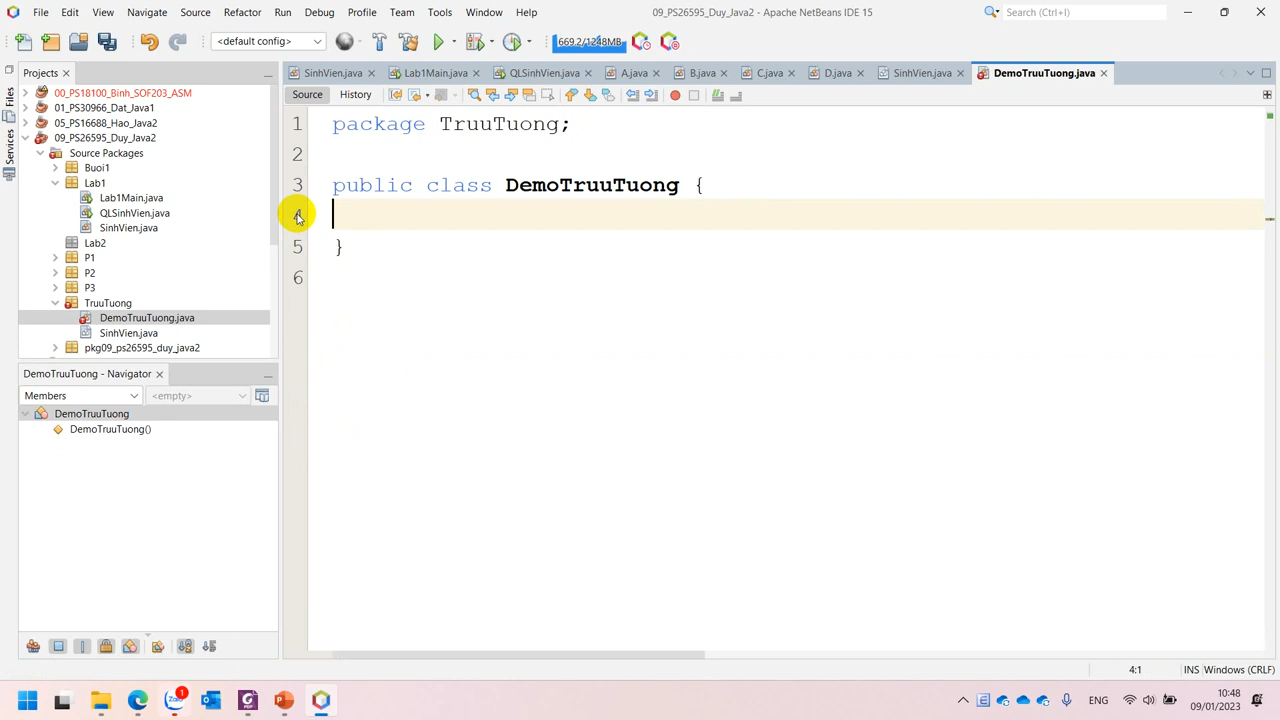 File Edit View Navigate Source Refactor Run Debug Profile Team Tools Window Help
09_PS26595_Duy_Java2 - Apache NetBeans IDE 15
Search (Ctrl+I)
<default config>
669.2/1248MB
Projects
SinhVien.java
Lab1Main.java
QLSinhVien.java
A.java
B.java
C.java
D.java
SinhVien.java
DemoTruuTuong.java
Files
Services
00_PS18100_Binh_SOF203_ASM
01_PS30966_Dat_Java1
05_PS16688_Hao_Java2
09_PS26595_Duy_Java2
Source Packages
Buoi1
Lab1
Lab1Main.java
QLSinhVien.java
SinhVien.java
Lab2
P1
P2
P3
TruuTuong
DemoTruuTuong.java
SinhVien.java
pkg09_ps26595_duy_java2
Source History
1 package TruuTuong;
2
3 public class DemoTruuTuong {
4
5 }
6
DemoTruuTuong - Navigator
Members
<empty>
DemoTruuTuong
DemoTruuTuong()
4:1
INS Windows (CRLF)
Zalo
1
ENG
10:48
09/01/2023